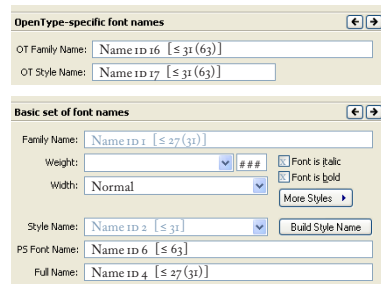 OpenType-specific font names
OT Family Name: Name ID 16 [≤ 31 (63)]
OT Style Name: Name ID 17 [≤ 31 (63)]
Basic set of font names
Family Name: Name ID 1 [≤ 27 (31)]
Weight: ### x Font is italic
x Font is bold
Width: Normal
More Styles
Style Name: Name ID 2 [≤ 31] Build Style Name
PS Font Name: Name ID 6 [≤ 63]
Full Name: Name ID 4 [≤ 27 (31)]